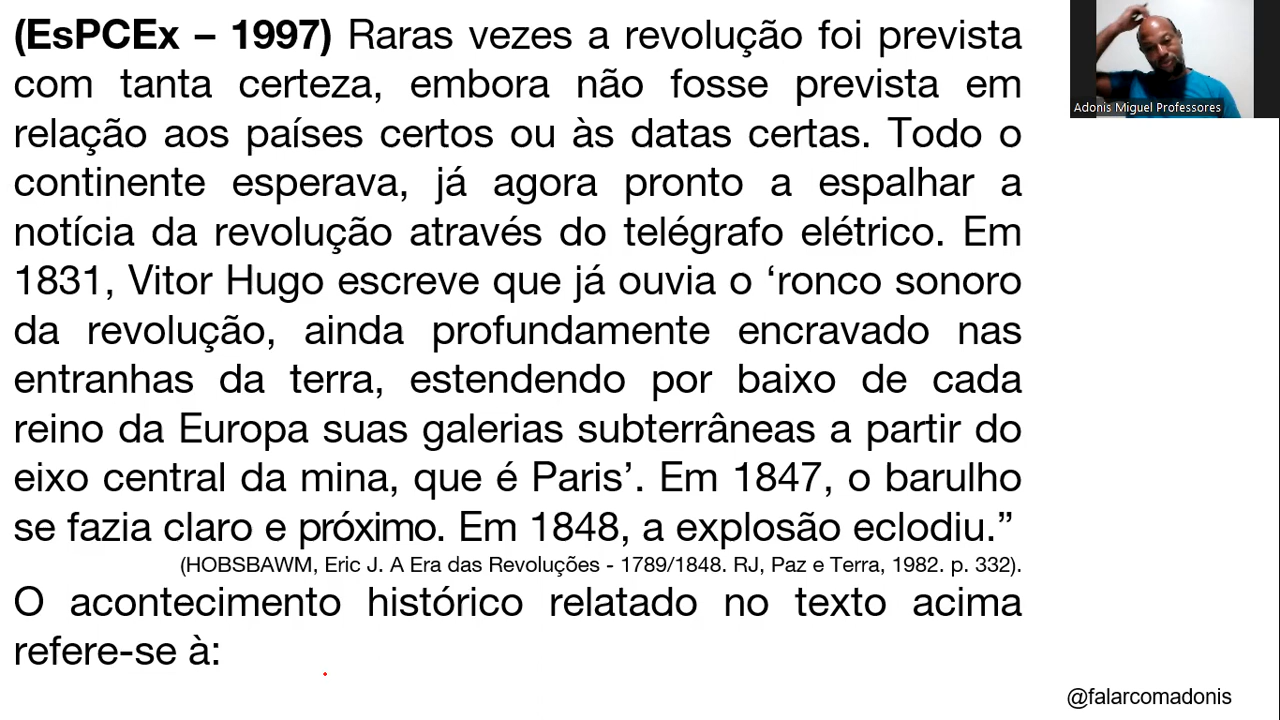 (EsPCEx – 1997) Raras vezes a revolução foi prevista
com tanta certeza, embora não fosse prevista em
relação aos países certos ou às datas certas. Todo o
continente esperava, já agora pronto a espalhar a
notícia da revolução através do telégrafo elétrico. Em
1831, Vitor Hugo escreve que já ouvia o ‘ronco sonoro
da revolução, ainda profundamente encravado nas
entranhas da terra, estendendo por baixo de cada
reino da Europa suas galerias subterrâneas a partir do
eixo central da mina, que é Paris’. Em 1847, o barulho
se fazia claro e próximo. Em 1848, a explosão eclodiu.”
(HOBSBAWM, Eric J. A Era das Revoluções - 1789/1848. RJ, Paz e Terra, 1982. p. 332).
O acontecimento histórico relatado no texto acima
refere-se à:
Adonis Miguel Professores
@falarcomadonis